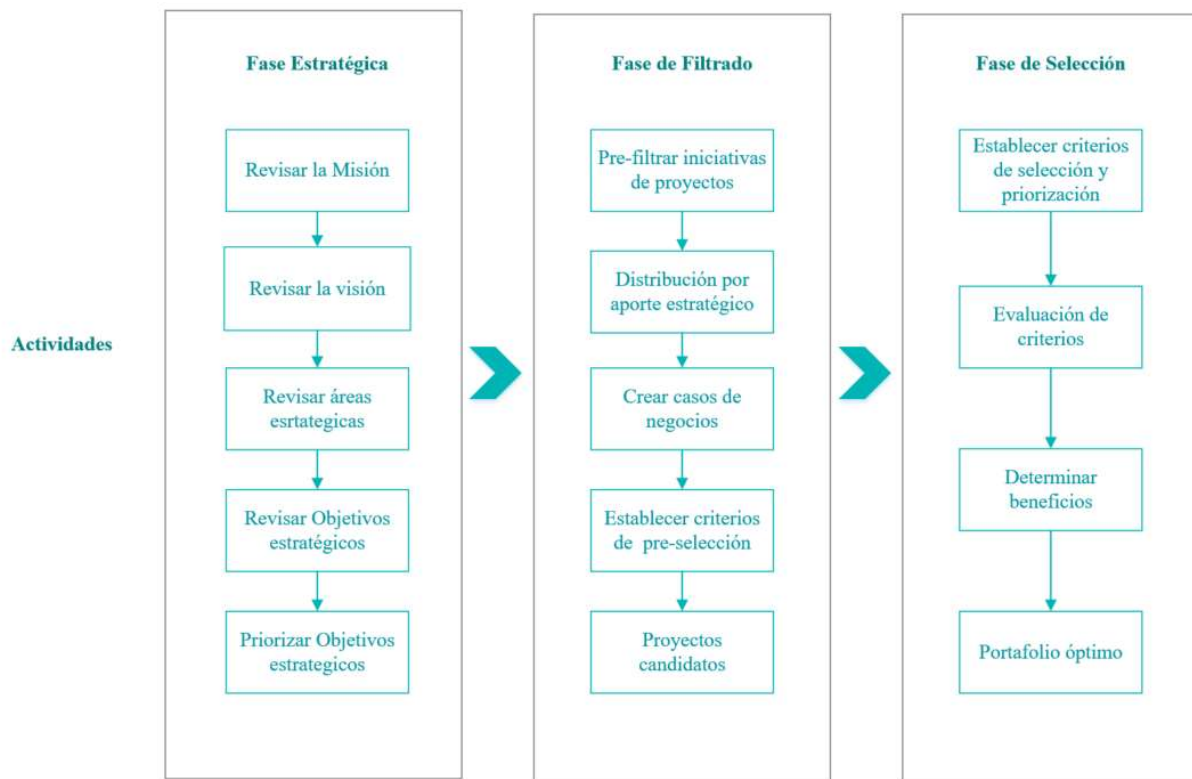 Actividades
Fase Estratégica
Revisar la Misión
Revisar la visión
Revisar áreas
esrtategicas
Revisar Objetivos
estratégicos
Priorizar Objetivos
estrategicos
Fase de Filtrado
Pre-filtrar iniciativas
de proyectos
Distribución por
aporte estratégico
Crear casos de
negocios
Establecer criterios
de pre-selección
Proyectos
candidatos
Fase de Selección
Establecer criterios
de selección y
priorización
Evaluación de
criterios
Determinar
beneficios
Portafolio óptimo